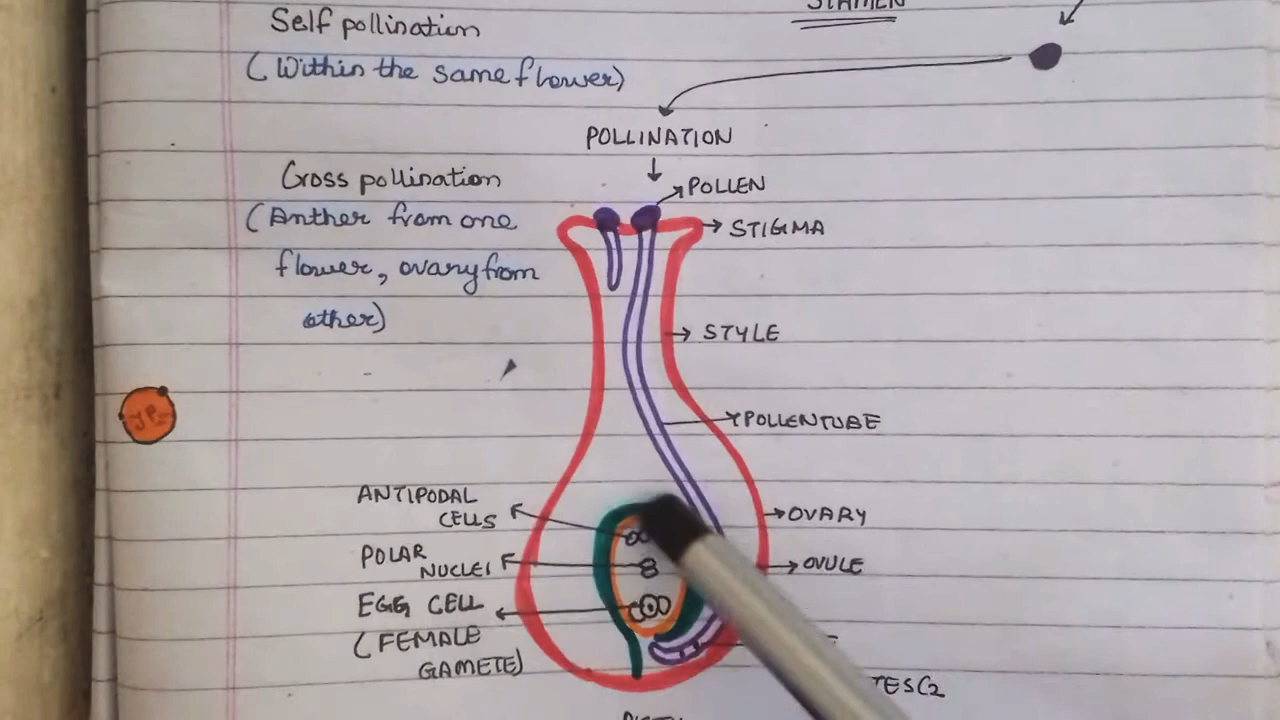 STAMEN
Self pollination
(Within the same flower)
POLLINATION
Cross pollination
(Anther from one
flower, ovary from
other)
POLLEN
STIGMA
STYLE
POLLENTUBE
ANTIPODAL
CELLS
OVARY
POLAR
NUCLEI
OVULE
EGG CELL
(FEMALE
GAMETE)